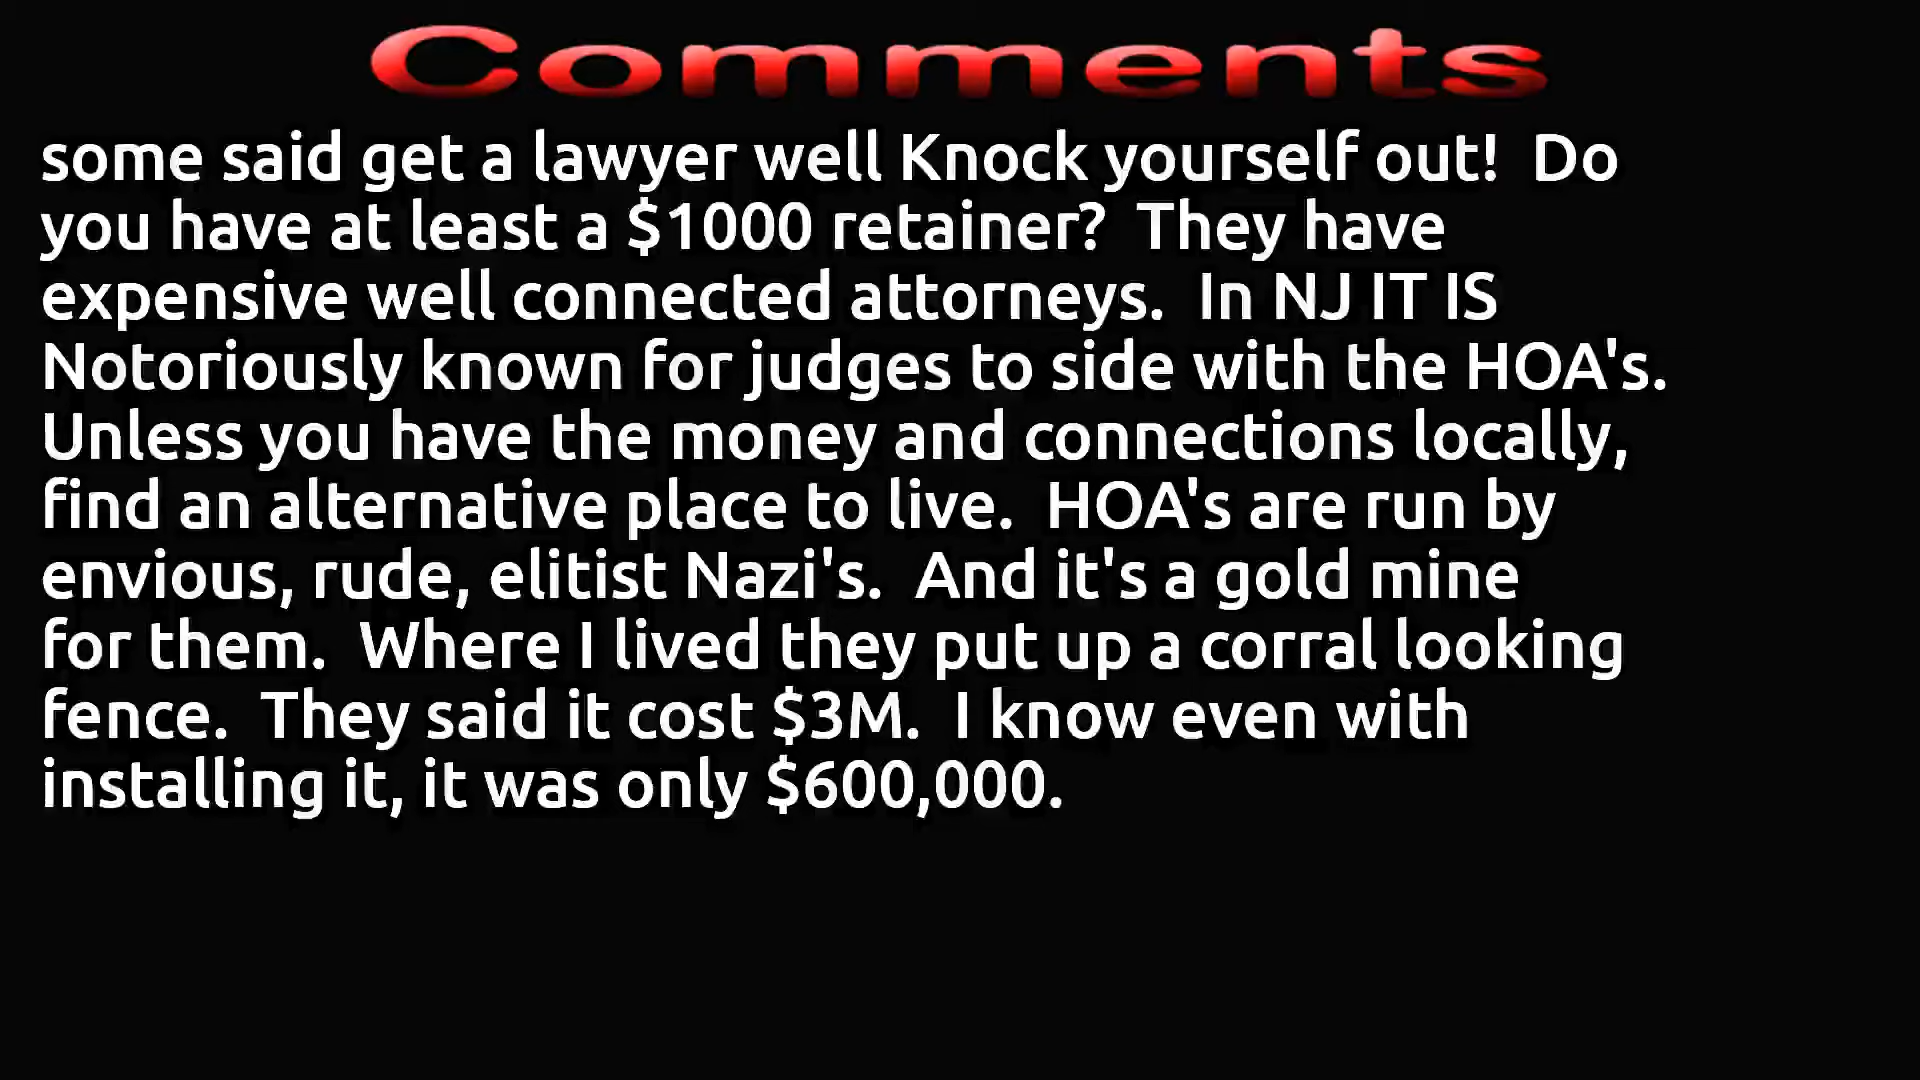 Comments
some said get a lawyer well Knock yourself out!  Do
you have at least a $1000 retainer?  They have
expensive well connected attorneys.  In NJ IT IS
Notoriously known for judges to side with the HOA's.
Unless you have the money and connections locally,
find an alternative place to live.  HOA's are run by
envious, rude, elitist Nazi's.  And it's a gold mine
for them.  Where I lived they put up a corral looking
fence.  They said it cost $3M.  I know even with
installing it, it was only $600,000.